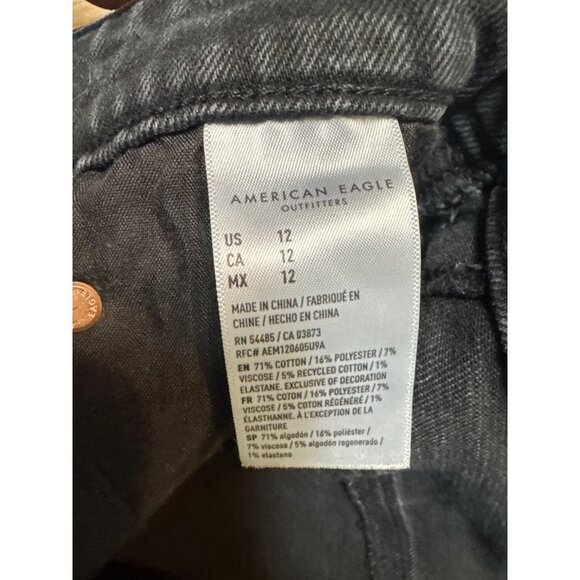 AMERICAN EAGLE
OUTFITTERS
US 12
CA 12
MX 12
MADE IN CHINA / FABRIQUÉ EN
CHINE / HECHO EN CHINA
RN 54485 / CA 03873
RFC# AEM120605U9A
EN 71% COTTON / 16% POLYESTER / 7%
VISCOSE / 5% RECYCLED COTTON / 1%
ELASTANE, EXCLUSIVE OF DECORATION
FR 71% COTON / 16% POLYESTER / 7%
VISCOSE / 5% COTON RÉGÉNÉRÉ / 1%
ÉLASTHANNE, À L'EXCEPTION DE LA
GARNITURE
SP 71% algodón / 16% poliéster /
7% viscosa / 5% algodón regenerado /
1% elastano